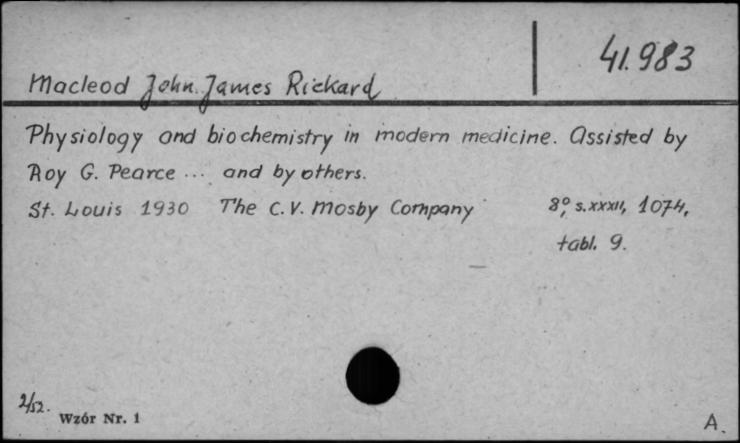 41.983
Macleod John James Rickard
Physiology and biochemistry in modern medicine. Assisted by
Roy G. Pearce ... and by others.
St. Louis 1930 The C.V. Mosby Company 8°, s.XXXII, 1074,
tabl. 9.
2/52.
Wzór Nr. 1
A.